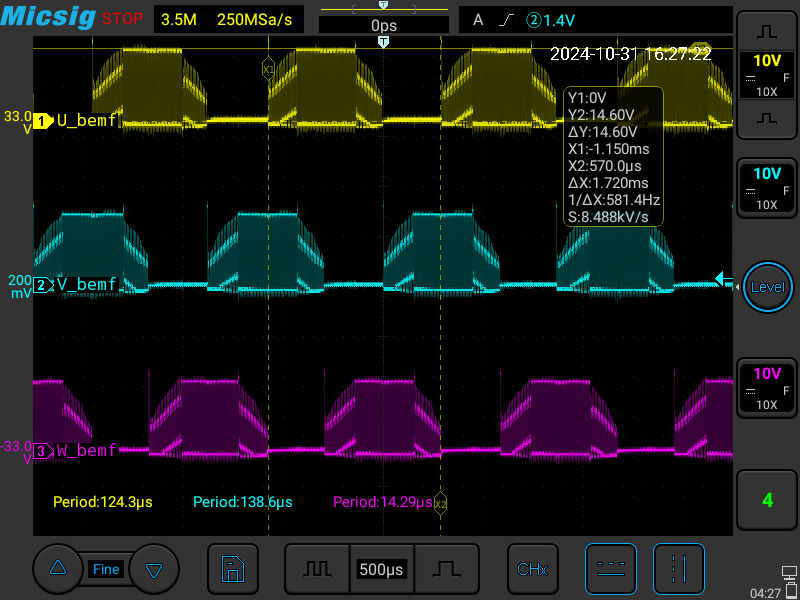 Micsig STOP 3.5M 250MSa/s 0ps A ②1.4V
T
2024-10-31 16:27:22
10V
F
10X
X1
33.0
V
1 U_bemf
Y1:0V
Y2:14.60V
ΔY:14.60V
X1:-1.150ms
X2:570.0μs
ΔX:1.720ms
1/ΔX:581.4Hz
S:8.488kV/s
10V
F
10X
200
mV
2 V_bemf
Level
10V
F
10X
-33.0
V
3 W_bemf
Period:124.3μs Period:138.6μs Period:14.29μs X2
4
Fine 500μs CHx
04:27